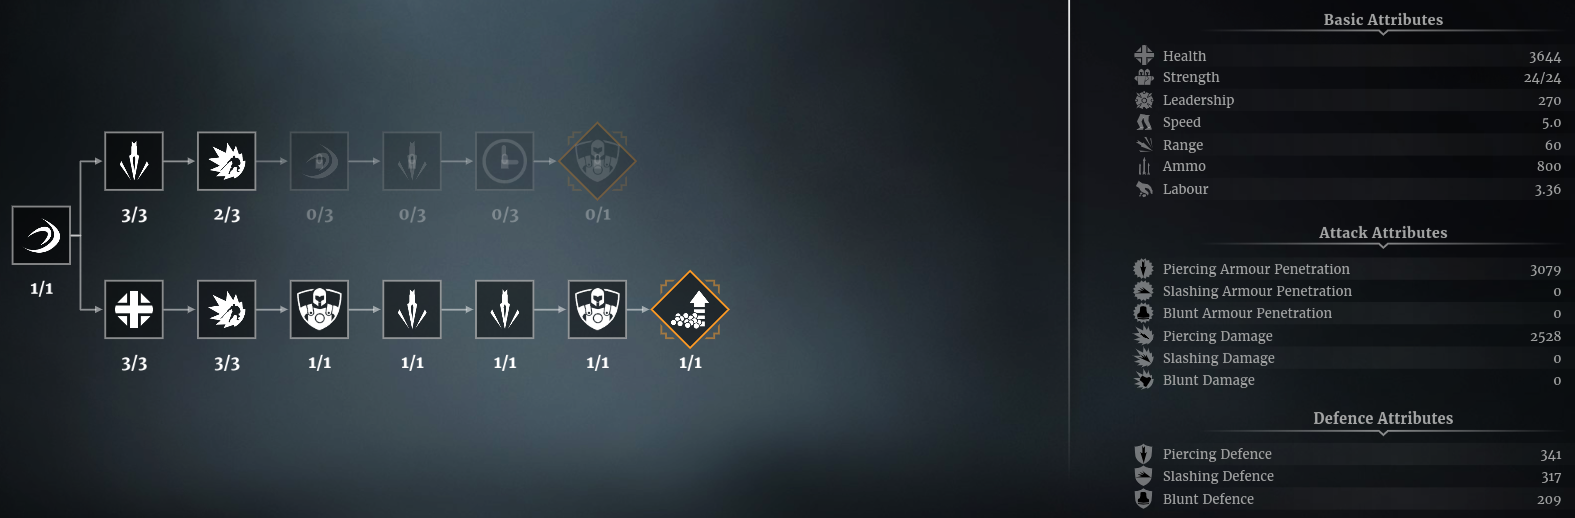 3/3 2/3 0/3 0/3 0/3 0/1
1/1
3/3 3/3 1/1 1/1 1/1 1/1 1/1
Basic Attributes
Health 3644
Strength 24/24
Leadership 270
Speed 5.0
Range 60
Ammo 800
Labour 3.36
Attack Attributes
Piercing Armour Penetration 3079
Slashing Armour Penetration 0
Blunt Armour Penetration 0
Piercing Damage 2528
Slashing Damage 0
Blunt Damage 0
Defence Attributes
Piercing Defence 341
Slashing Defence 317
Blunt Defence 209